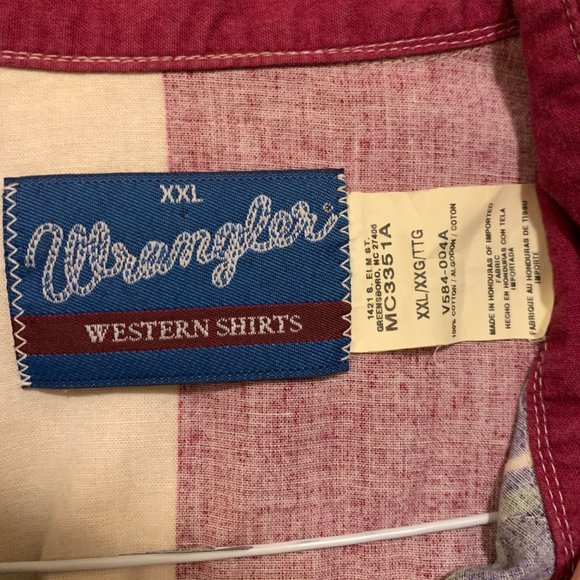 XXL
Wrangler
WESTERN SHIRTS
1421 S. ELM ST.
GREENSBORO, NC 27406
MC3351A
XXL/XXG/TTG
V584-004A
100% COTTON / ALGODON / COTON
MADE IN HONDURAS OF IMPORTED
FABRIC
HECHO EN HONDURAS CON TELA
IMPORTADA
FABRIQUE AU HONDURAS DE TISSU
IMPORTE